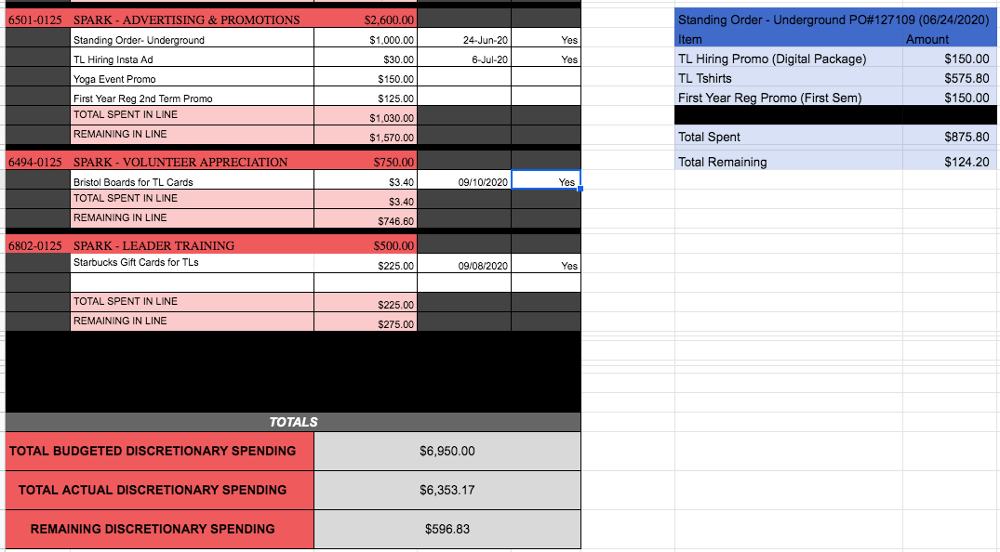 6501-0125 SPARK - ADVERTISING & PROMOTIONS $2,600.00
Standing Order- Underground $1,000.00 24-Jun-20 Yes
TL Hiring Insta Ad $30.00 6-Jul-20 Yes
Yoga Event Promo $150.00
First Year Reg 2nd Term Promo $125.00
TOTAL SPENT IN LINE $1,030.00
REMAINING IN LINE $1,570.00
6494-0125 SPARK - VOLUNTEER APPRECIATION $750.00
Bristol Boards for TL Cards $3.40 09/10/2020 Yes
TOTAL SPENT IN LINE $3.40
REMAINING IN LINE $746.60
6802-0125 SPARK - LEADER TRAINING $500.00
Starbucks Gift Cards for TLs $225.00 09/08/2020 Yes
TOTAL SPENT IN LINE $225.00
REMAINING IN LINE $275.00
TOTALS
TOTAL BUDGETED DISCRETIONARY SPENDING $6,950.00
TOTAL ACTUAL DISCRETIONARY SPENDING $6,353.17
REMAINING DISCRETIONARY SPENDING $596.83
Standing Order - Underground PO#127109 (06/24/2020)
Item Amount
TL Hiring Promo (Digital Package) $150.00
TL Tshirts $575.80
First Year Reg Promo (First Sem) $150.00
Total Spent $875.80
Total Remaining $124.20